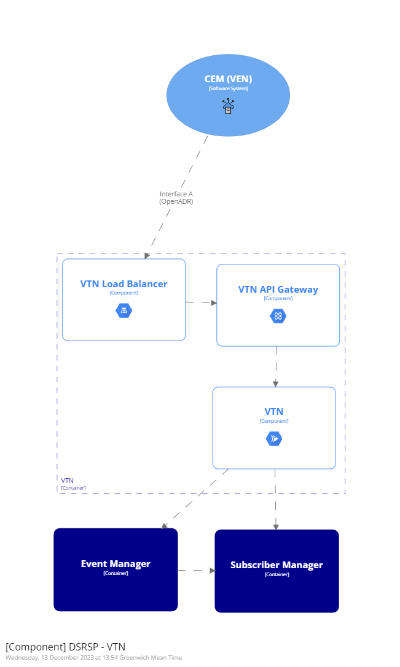 CEM (VEN)
[Software System]
Interface A
(OpenADR)
VTN Load Balancer
[Component]
VTN API Gateway
[Component]
VTN
[Component]
VTN
[Container]
Event Manager
[Container]
Subscriber Manager
[Container]
[Component] DSRSP - VTN
Wednesday, 13 December 2023 at 13:54 Greenwich Mean Time